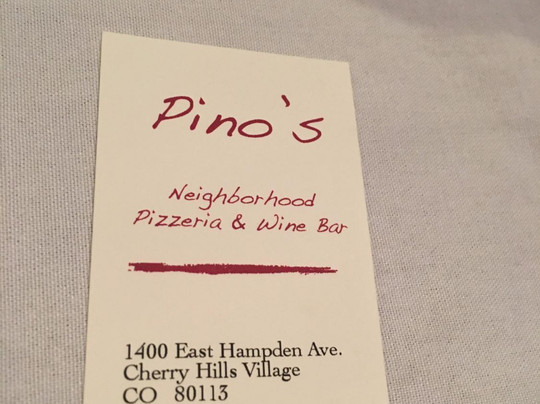 Pino's
Neighborhood
Pizzeria & Wine Bar
1400 East Hampden Ave.
Cherry Hills Village
CO 80113